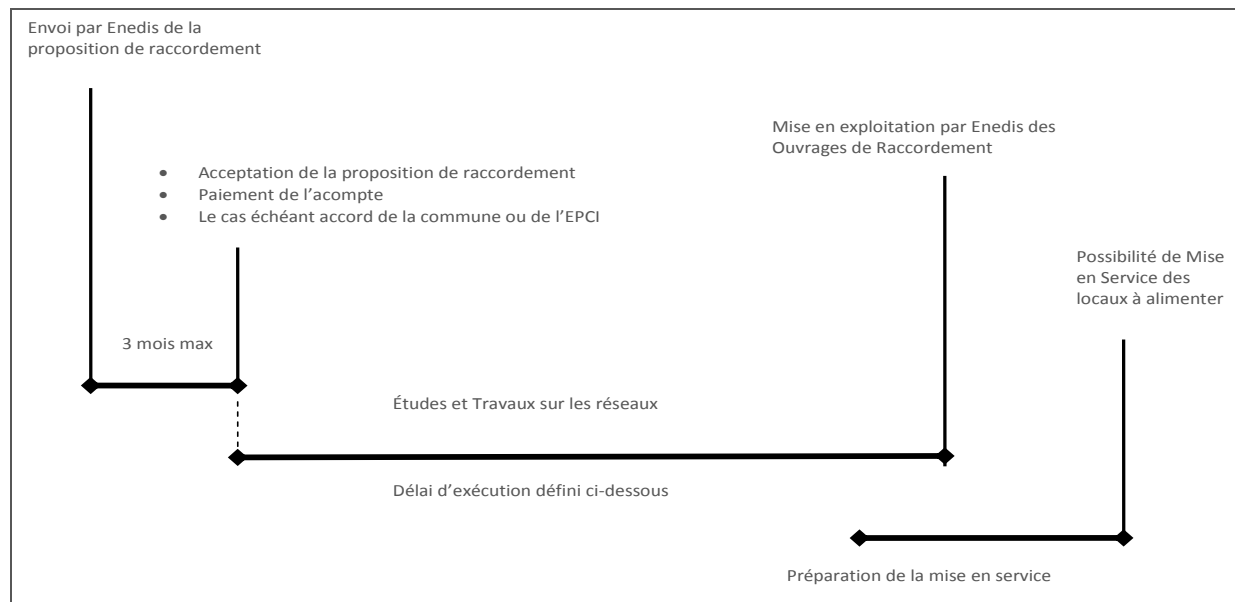 Envoi par Enedis de la
proposition de raccordement
Mise en exploitation par Enedis des
Ouvrages de Raccordement
• Acceptation de la proposition de raccordement
• Paiement de l’acompte
• Le cas échéant accord de la commune ou de l’EPCI
Possibilité de Mise
en Service des
locaux à alimenter
3 mois max
Études et Travaux sur les réseaux
Délai d’exécution défini ci-dessous
Préparation de la mise en service